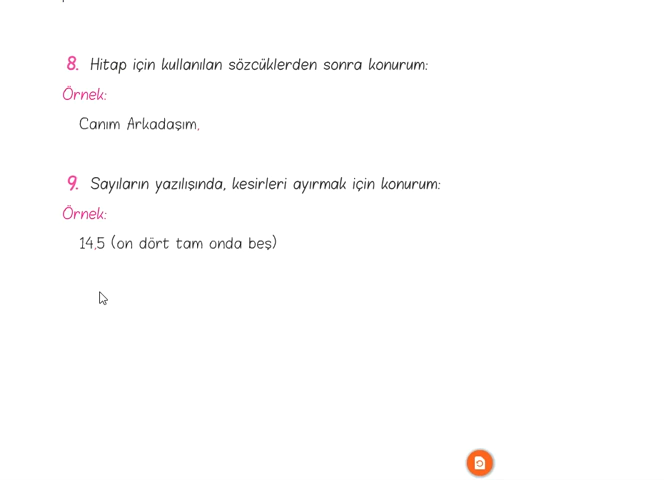 8. Hitap için kullanılan sözcüklerden sonra konurum:
Örnek:
Canım Arkadaşım,
9. Sayıların yazılışında, kesirleri ayırmak için konurum:
Örnek:
14,5 (on dört tam onda beş)